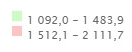 1 092,0 – 1 483,9
1 512,1 – 2 111,7